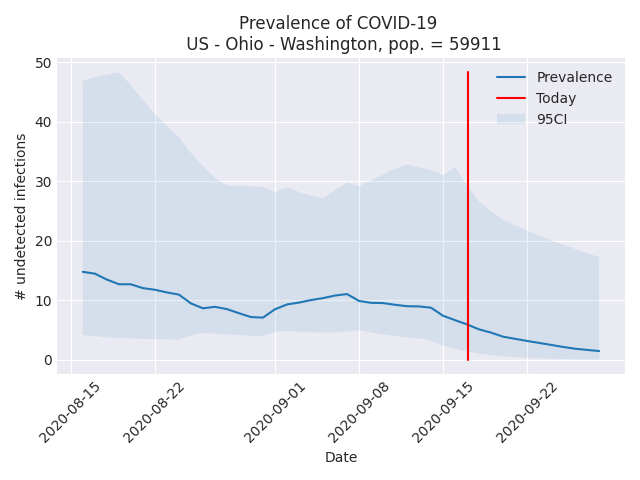 Prevalence of COVID-19
US - Ohio - Washington, pop. = 59911
Prevalence
Today
95CI
# undetected infections
50
40
30
20
10
0
2020-08-15
2020-08-22
2020-09-01
2020-09-08
2020-09-15
2020-09-22
Date